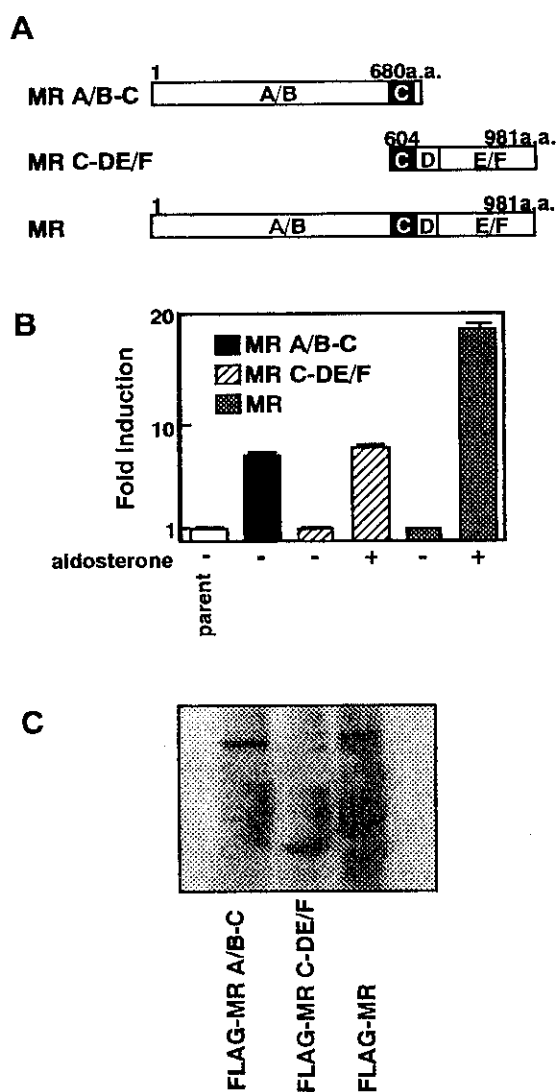 A
1 680a.a.
MR A/B-C A/B C
604 981a.a.
MR C-DE/F C D E/F
1 981a.a.
MR A/B C D E/F
B
20
10
1
Fold Induction
MR A/B-C
MR C-DE/F
MR
aldosterone - - - + - +
parent
C
FLAG-MR A/B-C
FLAG-MR C-DE/F
FLAG-MR